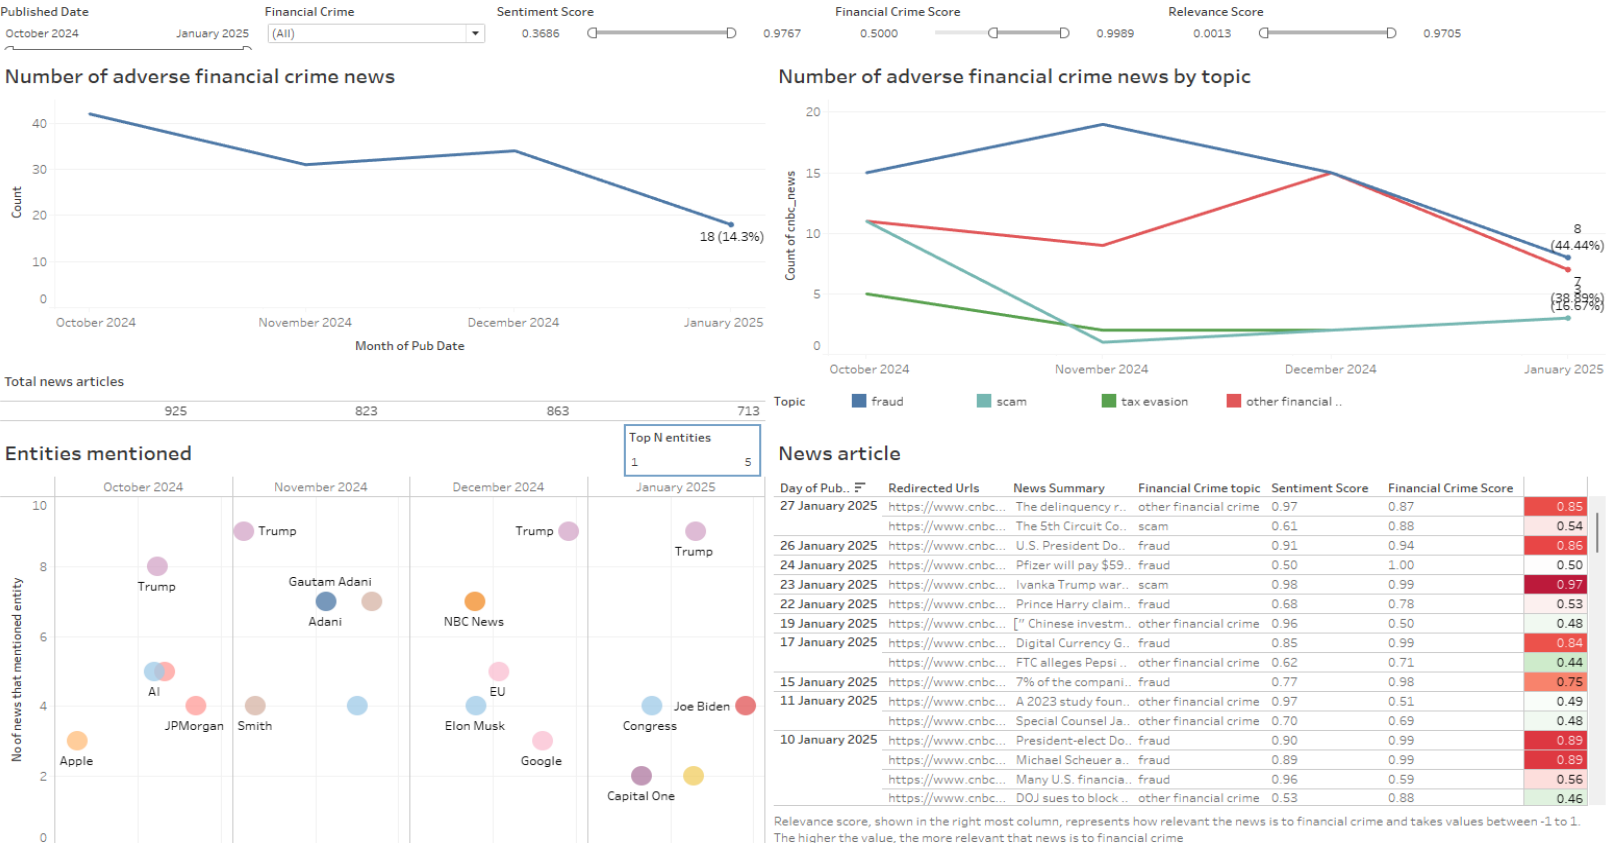 Published Date
October 2024 January 2025
Financial Crime
(All)
Sentiment Score
0.3686 0.9767
Financial Crime Score
0.5000 0.9989
Relevance Score
0.0013 0.9705
Number of adverse financial crime news
Count
40
30
20
10
0
18 (14.3%)
October 2024 November 2024 December 2024 January 2025
Month of Pub Date
Total news articles
925 823 863 713
Number of adverse financial crime news by topic
Count of cnbc_news
20
15
10
5
0
8
(44.44%)
7
3
(38.89%)
(16.67%)
October 2024 November 2024 December 2024 January 2025
Topic fraud scam tax evasion other financial ..
Entities mentioned
Top N entities
1 5
October 2024 November 2024 December 2024 January 2025
No of news that mentioned entity
10
8
6
4
2
0
Trump
AI
JPMorgan
Apple
Trump
Gautam Adani
Adani
Smith
Trump
NBC News
EU
Elon Musk
Google
Trump
Joe Biden
Congress
Capital One
News article
Day of Pub.. Redirected Urls News Summary Financial Crime topic Sentiment Score Financial Crime Score
27 January 2025 https://www.cnbc... The delinquency r.. other financial crime 0.97 0.87 0.85
https://www.cnbc... The 5th Circuit Co.. scam 0.61 0.88 0.54
26 January 2025 https://www.cnbc... U.S. President Do.. fraud 0.91 0.94 0.86
24 January 2025 https://www.cnbc... Pfizer will pay $59.. fraud 0.50 1.00 0.50
23 January 2025 https://www.cnbc... Ivanka Trump war.. scam 0.98 0.99 0.97
22 January 2025 https://www.cnbc... Prince Harry claim.. fraud 0.68 0.78 0.53
19 January 2025 https://www.cnbc... [" Chinese investm.. other financial crime 0.96 0.50 0.48
17 January 2025 https://www.cnbc... Digital Currency G.. fraud 0.85 0.99 0.84
https://www.cnbc... FTC alleges Pepsi .. other financial crime 0.62 0.71 0.44
15 January 2025 https://www.cnbc... 7% of the compani.. fraud 0.77 0.98 0.75
11 January 2025 https://www.cnbc... A 2023 study foun.. other financial crime 0.97 0.51 0.49
https://www.cnbc... Special Counsel Ja.. other financial crime 0.70 0.69 0.48
10 January 2025 https://www.cnbc... President-elect Do.. fraud 0.90 0.99 0.89
https://www.cnbc... Michael Scheuer a.. fraud 0.89 0.99 0.89
https://www.cnbc... Many U.S. financia.. fraud 0.96 0.59 0.56
https://www.cnbc... DOJ sues to block .. other financial crime 0.53 0.88 0.46
Relevance score, shown in the right most column, represents how relevant the news is to financial crime and takes values between -1 to 1.
The higher the value, the more relevant that news is to financial crime